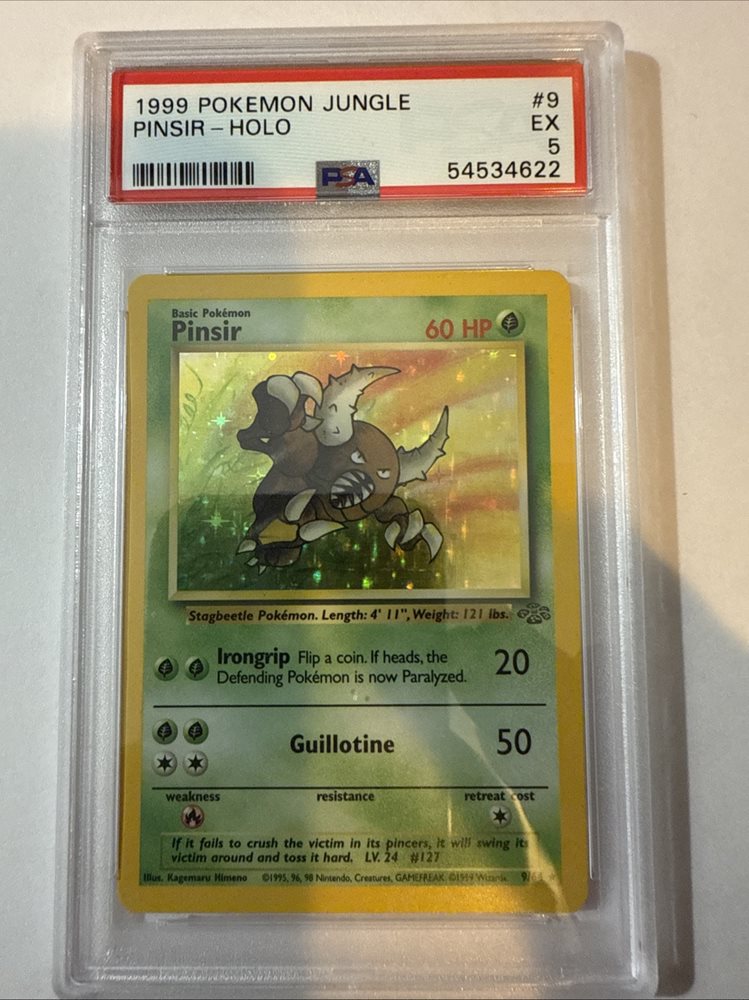 1999 POKEMON JUNGLE #9
PINSIR - HOLO EX
5
PSA 54534622
Basic Pokémon
Pinsir 60 HP
Stagbeetle Pokémon. Length: 4' 11", Weight: 121 lbs.
Irongrip Flip a coin. If heads, the
Defending Pokémon is now Paralyzed. 20
Guillotine 50
weakness resistance retreat cost
If it fails to crush the victim in its pincers, it will swing its
victim around and toss it hard. LV. 24 #127
Illus. Kagemaru Himeno ©1995, 96, 98 Nintendo, Creatures, GAMEFREAK. ©1999 Wizards. 9/64